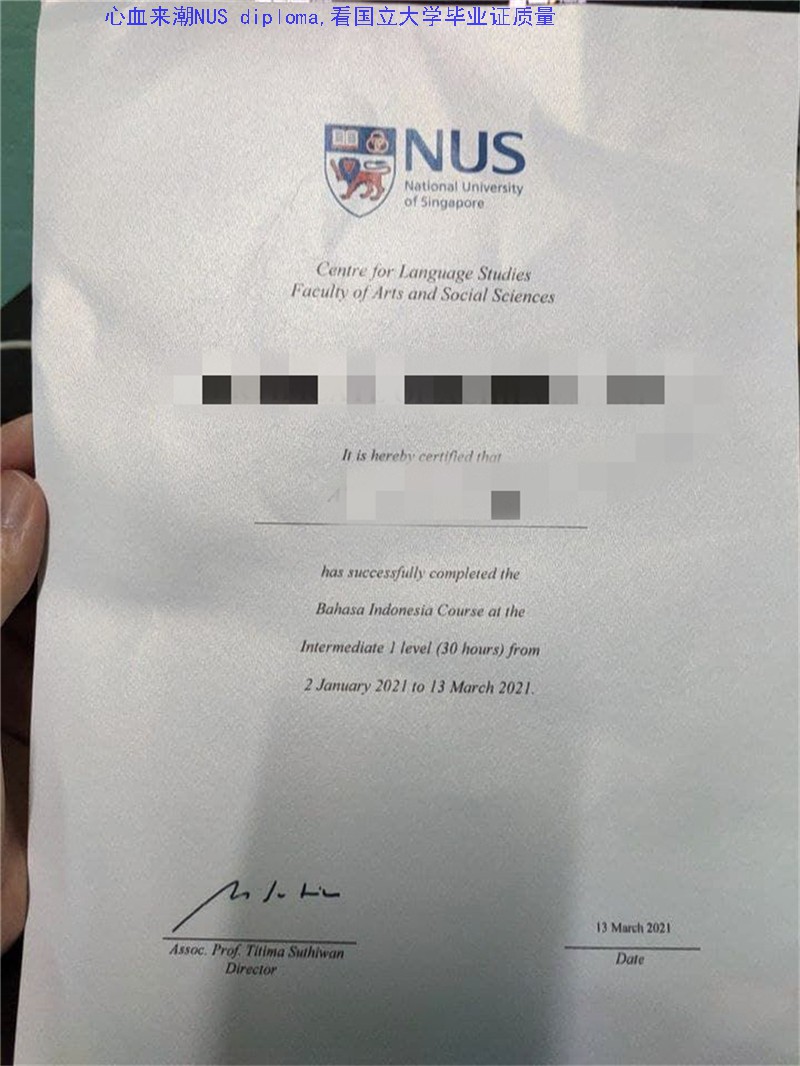 心血来潮NUS diploma,看国立大学毕业证质量
NUS
National University
of Singapore
Centre for Language Studies
Faculty of Arts and Social Sciences
It is hereby certified that
has successfully completed the
Bahasa Indonesia Course at the
Intermediate 1 level (30 hours) from
2 January 2021 to 13 March 2021.
Assoc. Prof. Titima Suthiwan
Director
13 March 2021
Date